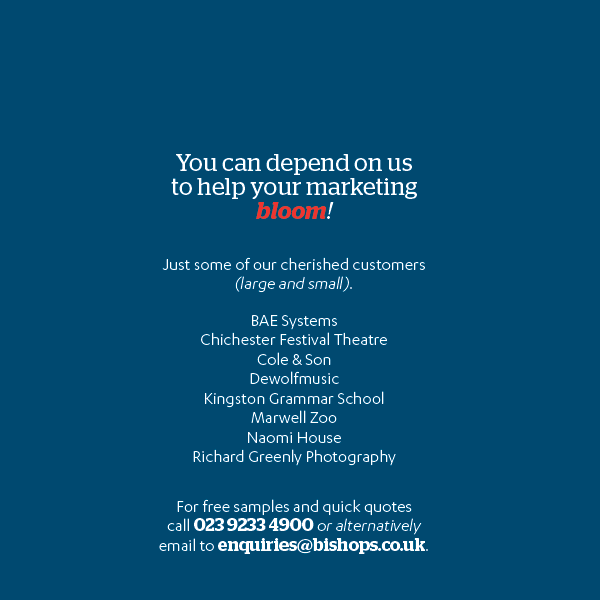 You can depend on us
to help your marketing
bloom!
Just some of our cherished customers
(large and small).
BAE Systems
Chichester Festival Theatre
Cole & Son
Dewolfmusic
Kingston Grammar School
Marwell Zoo
Naomi House
Richard Greenly Photography
For free samples and quick quotes
call 023 9233 4900 or alternatively
email to enquiries@bishops.co.uk.